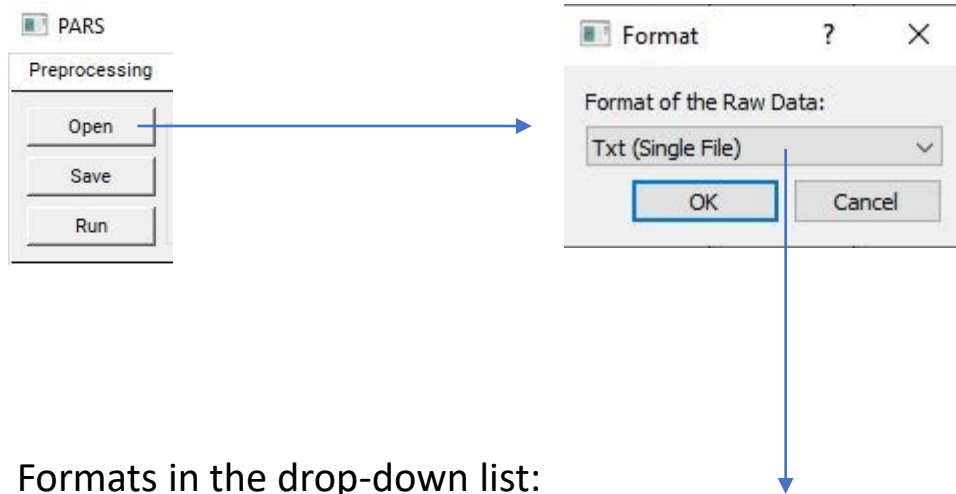 PARS
Preprocessing
Open
Save
Run
Format ? ×
Format of the Raw Data:
Txt (Single File)
OK Cancel
Formats in the drop-down list: